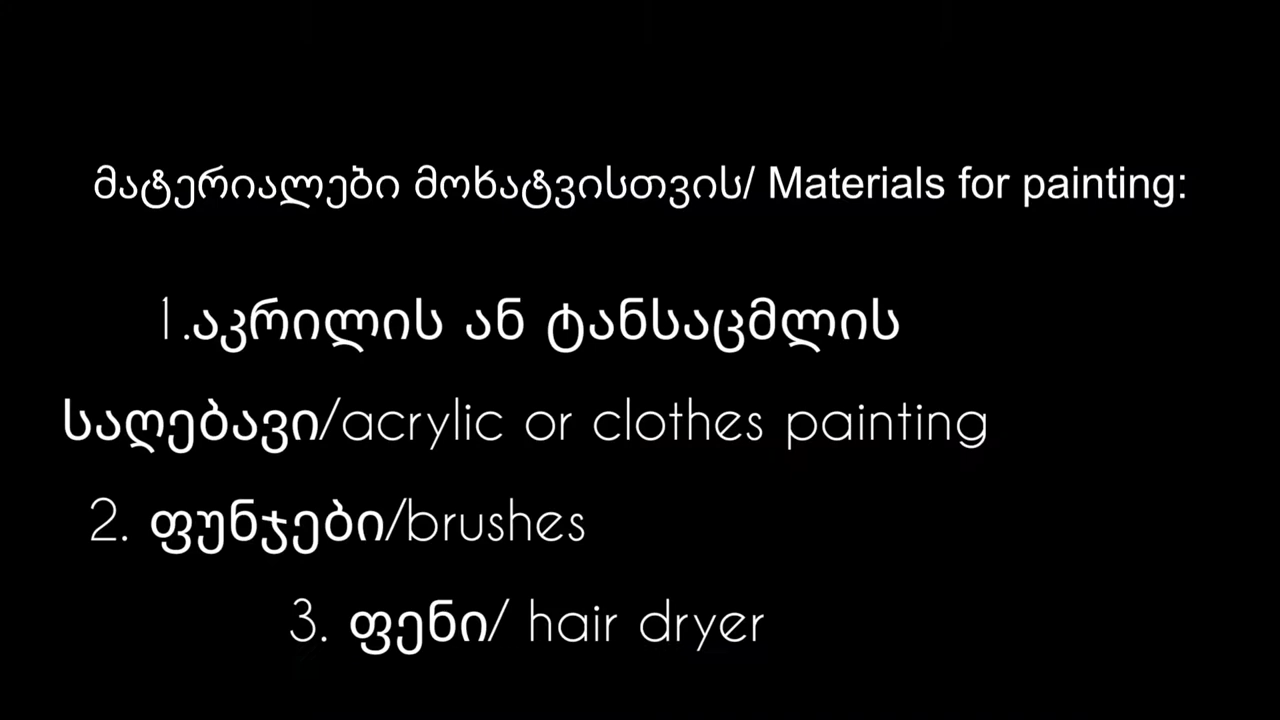 მატერიალები მოხატვისთვის/ Materials for painting:
1.აკრილის ან ტანსაცმლის
საღებავი/acrylic or clothes painting
2. ფუნჯები/brushes
3. ფენი/ hair dryer